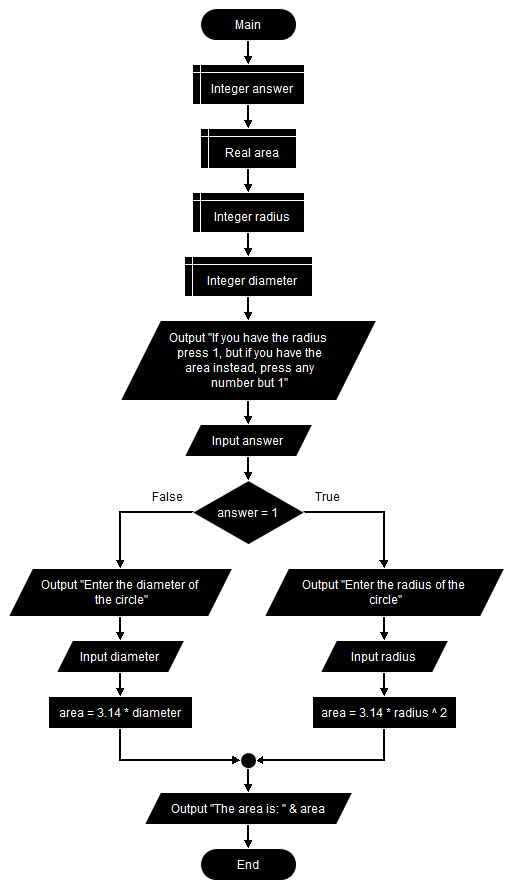 Main
Integer answer
Real area
Integer radius
Integer diameter
Output "If you have the radius
press 1, but if you have the
area instead, press any
number but 1"
Input answer
False
True
answer = 1
Output "Enter the diameter of
the circle"
Output "Enter the radius of the
circle"
Input diameter
Input radius
area = 3.14 * diameter
area = 3.14 * radius ^ 2
Output "The area is: " & area
End